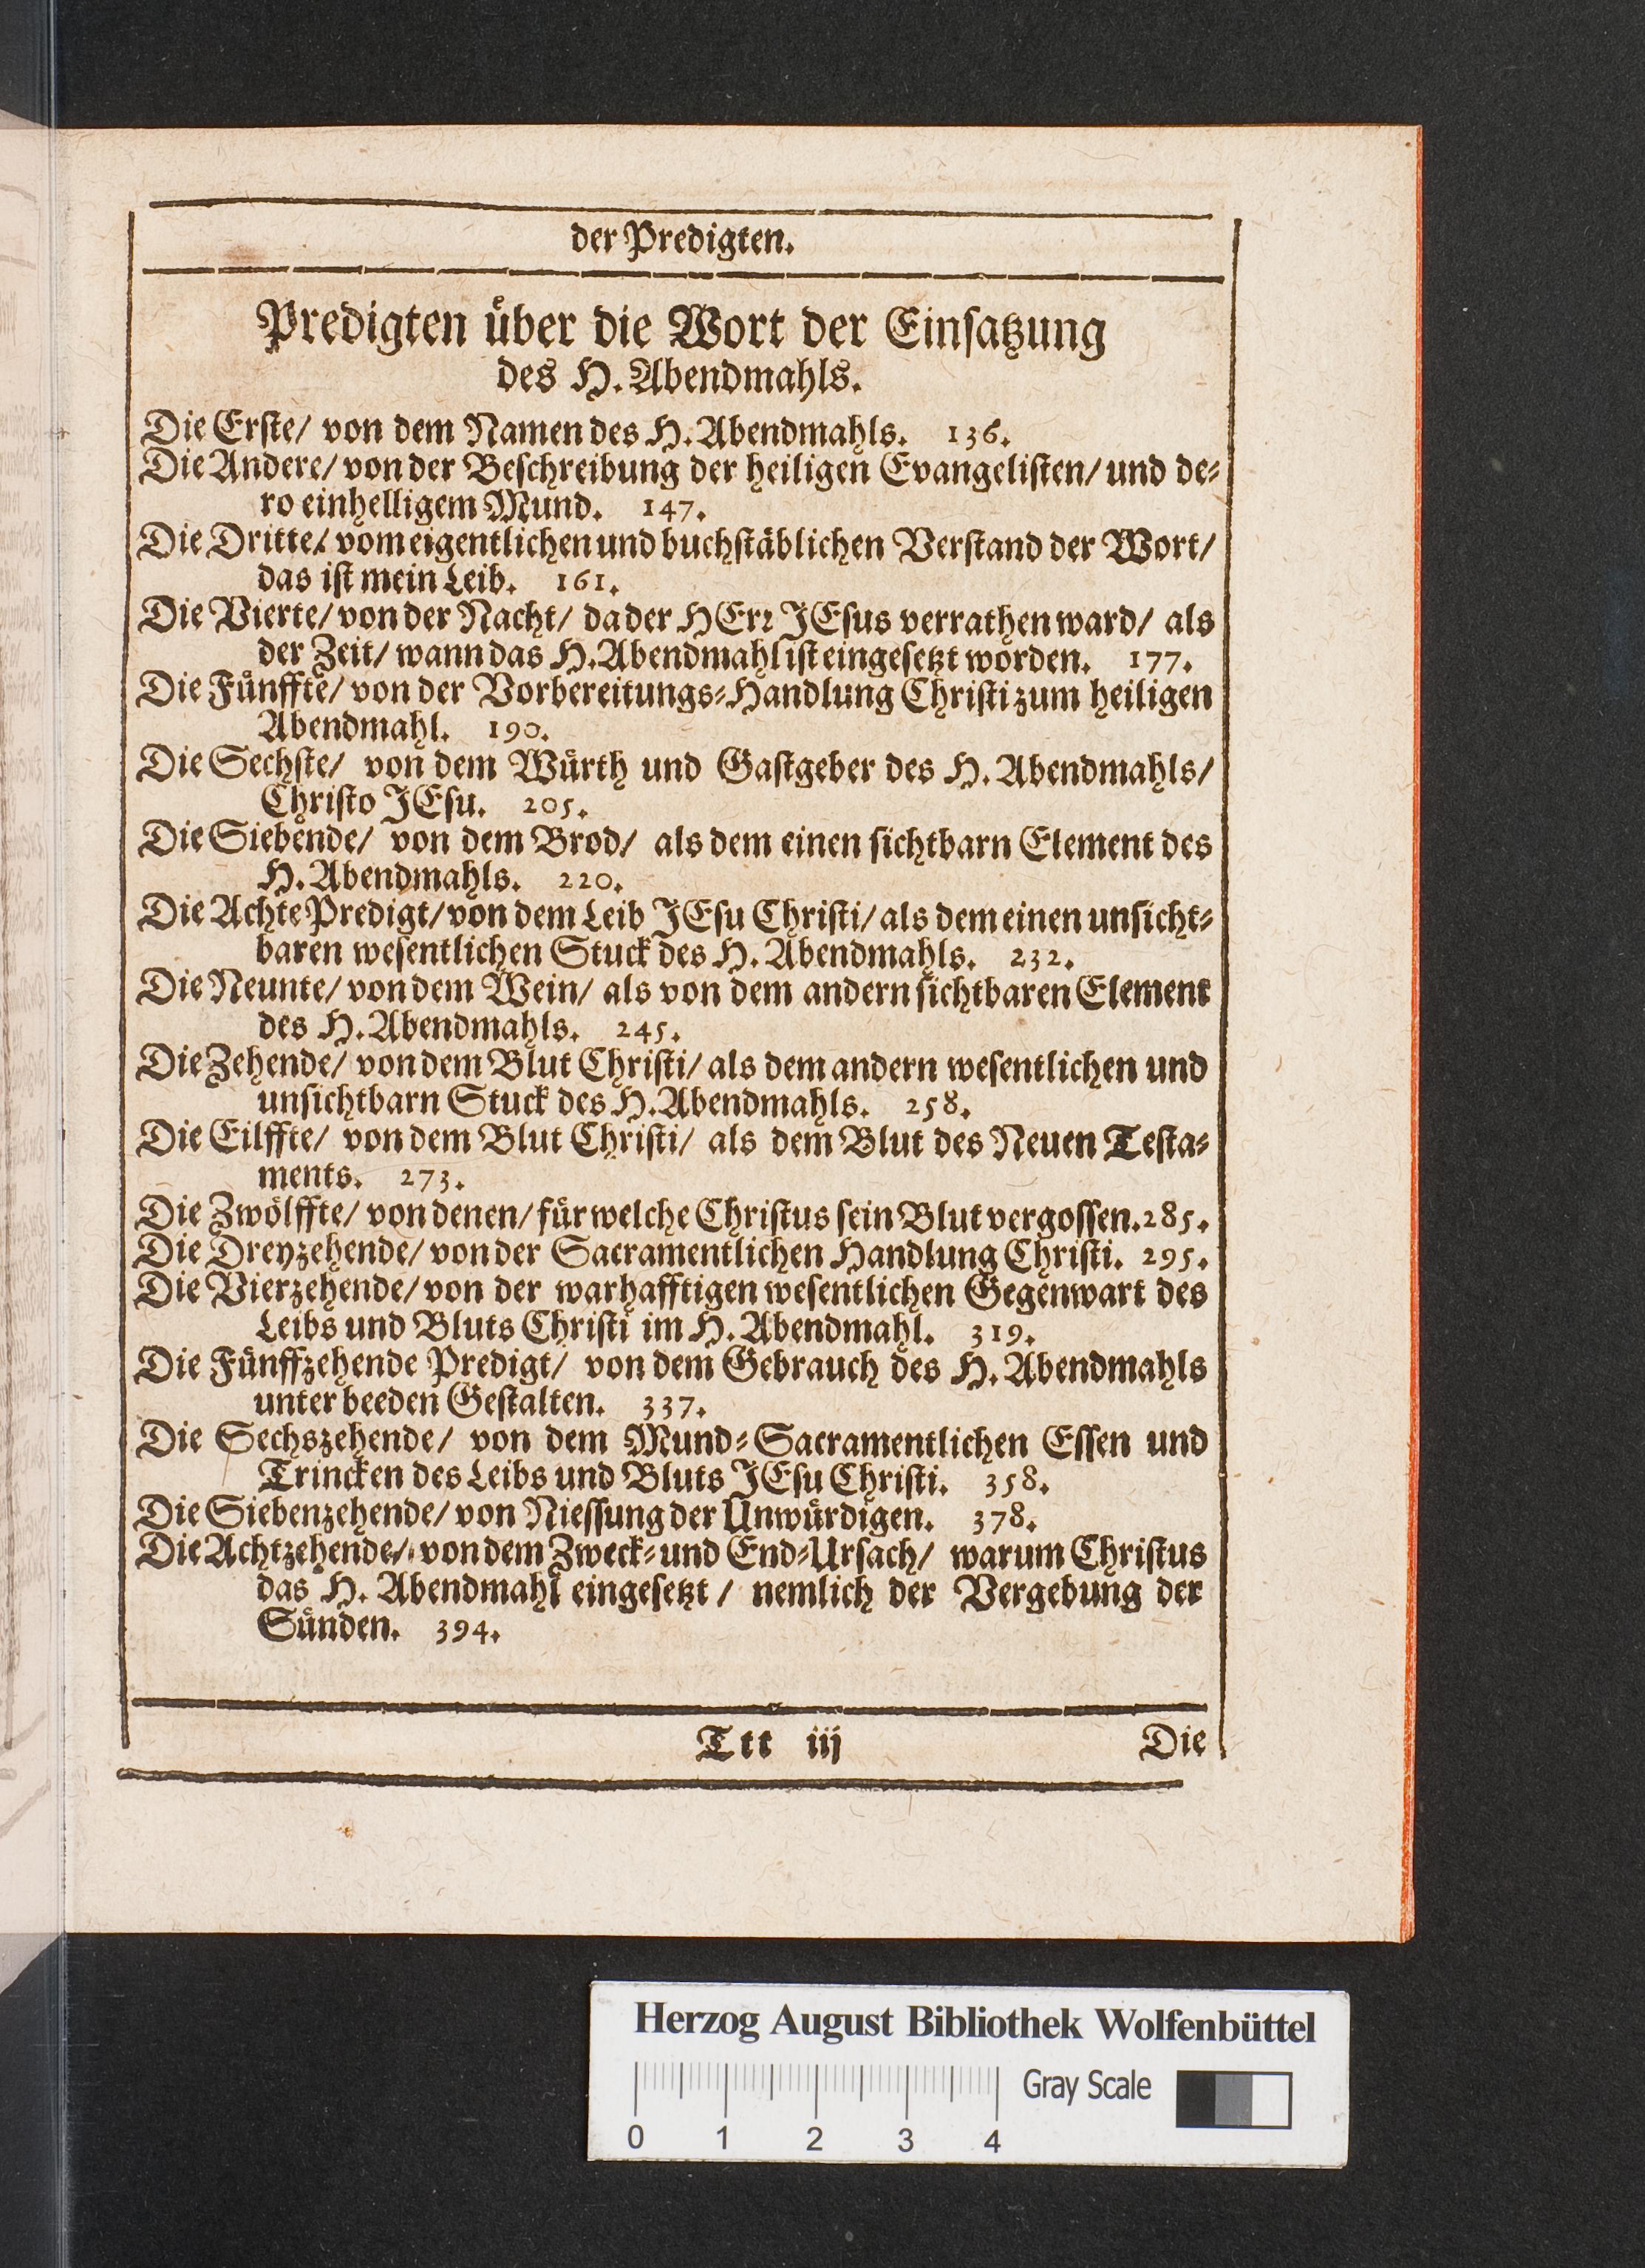 der Predigten.
Predigten über die Wort der Einsatzung
des H. Abendmahls.
Die Erste/ von dem Namen des H. Abendmahls. 136.
Die Andere/ von der Beschreibung der heiligen Evangelisten/ und de-
ro einhelligem Mund. 147.
Die Dritte/ vom eigentlichen und buchstäblichen Verstand der Wort/
das ist mein Leib. 161.
Die Vierte/ von der Nacht/ da der HErr JEsus verrathen ward/ als
der Zeit/ wann das H. Abendmahl ist eingesetzt worden. 177.
Die Fünffte/ von der Vorbereitungs-Handlung Christi zum heiligen
Abendmahl. 190.
Die Sechste/ von dem Würth und Gastgeber des H. Abendmahls/
Christo JEsu. 205.
Die Siebende/ von dem Brod/ als dem einen sichtbarn Element des
H. Abendmahls. 220.
Die Achte Predigt/ von dem Leib JEsu Christi/ als dem einen unsicht-
baren wesentlichen Stuck des H. Abendmahls. 232.
Die Neunte/ von dem Wein/ als von dem andern sichtbaren Element
des H. Abendmahls. 245.
Die Zehende/ von dem Blut Christi/ als dem andern wesentlichen und
unsichtbarn Stuck des H. Abendmahls. 258.
Die Eilffte/ von dem Blut Christi/ als dem Blut des Neuen Testa-
ments. 273.
Die Zwölffte/ von denen/ für welche Christus sein Blut vergossen. 285.
Die Dreyzehende/ von der Sacramentlichen Handlung Christi. 295.
Die Vierzehende/ von der warhafftigen wesentlichen Gegenwart des
Leibs und Bluts Christi im H. Abendmahl. 319.
Die Fünffzehende Predigt/ von dem Gebrauch des H. Abendmahls
unter beeden Gestalten. 337.
Die Sechszehende/ von dem Mund-Sacramentlichen Essen und
Trincken des Leibs und Bluts JEsu Christi. 358.
Die Siebenzehende/ von Niessung der Unwürdigen. 378.
Die Achtzehende/ von dem Zweck- und End-Ursach/ warum Christus
das H. Abendmahl eingesetzt/ nemlich der Vergebung der
Sünden. 394.
Ttt iij Die
Herzog August Bibliothek Wolfenbüttel
Gray Scale
0 1 2 3 4